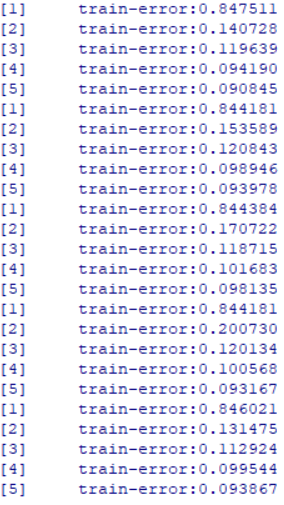 [1] train-error:0.847511
[2] train-error:0.140728
[3] train-error:0.119639
[4] train-error:0.094190
[5] train-error:0.090845
[1] train-error:0.844181
[2] train-error:0.153589
[3] train-error:0.120843
[4] train-error:0.098946
[5] train-error:0.093978
[1] train-error:0.844384
[2] train-error:0.170722
[3] train-error:0.118715
[4] train-error:0.101683
[5] train-error:0.098135
[1] train-error:0.844181
[2] train-error:0.200730
[3] train-error:0.120134
[4] train-error:0.100568
[5] train-error:0.093167
[1] train-error:0.846021
[2] train-error:0.131475
[3] train-error:0.112924
[4] train-error:0.099544
[5] train-error:0.093867